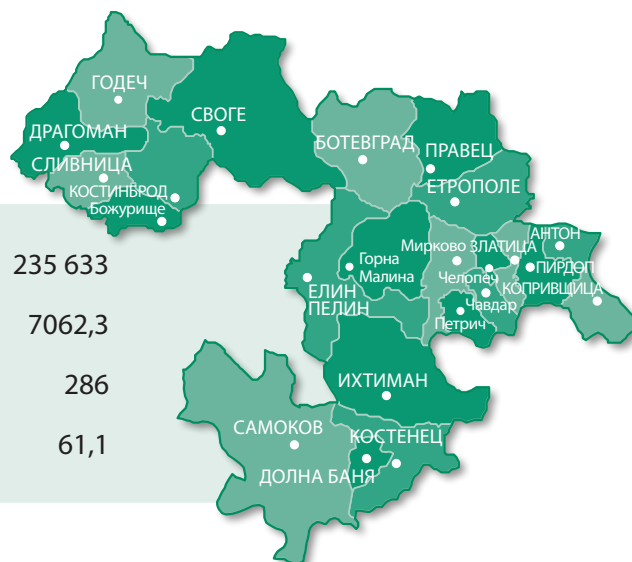 ГОДЕЧ
СВОГЕ
ДРАГОМАН
СЛИВНИЦА
КОСТИНБРОД
Божурище
БОТЕВГРАД
ПРАВЕЦ
ЕТРОПОЛЕ
Мирково
ЗЛАТИЦА
АНТОН
ПИРДОП
Челопеч
КОПРИВЩИЦА
Чавдар
Петрич
Горна
Малина
ЕЛИН
ПЕЛИН
ИХТИМАН
САМОКОВ
КОСТЕНЕЦ
ДОЛНА БАНЯ
235 633
7062,3
286
61,1